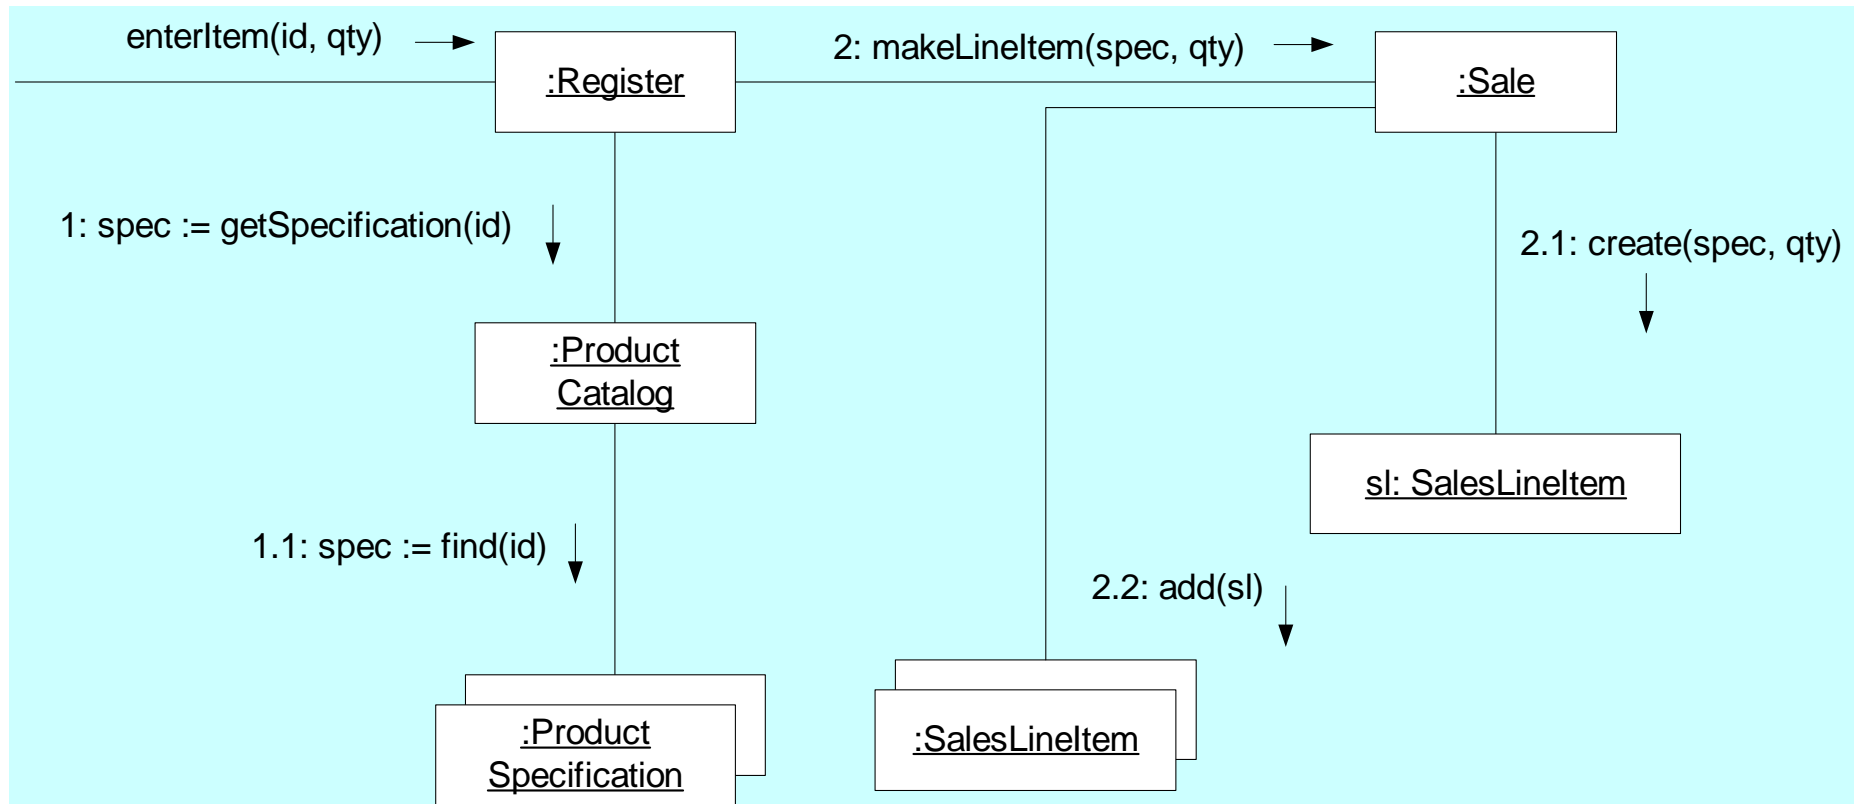 enterItem(id, qty)
2: makeLineItem(spec, qty)
:Register
:Sale
1: spec := getSpecification(id)
2.1: create(spec, qty)
:Product
Catalog
sl: SalesLineItem
1.1: spec := find(id)
2.2: add(sl)
:Product
Specification
:SalesLineItem